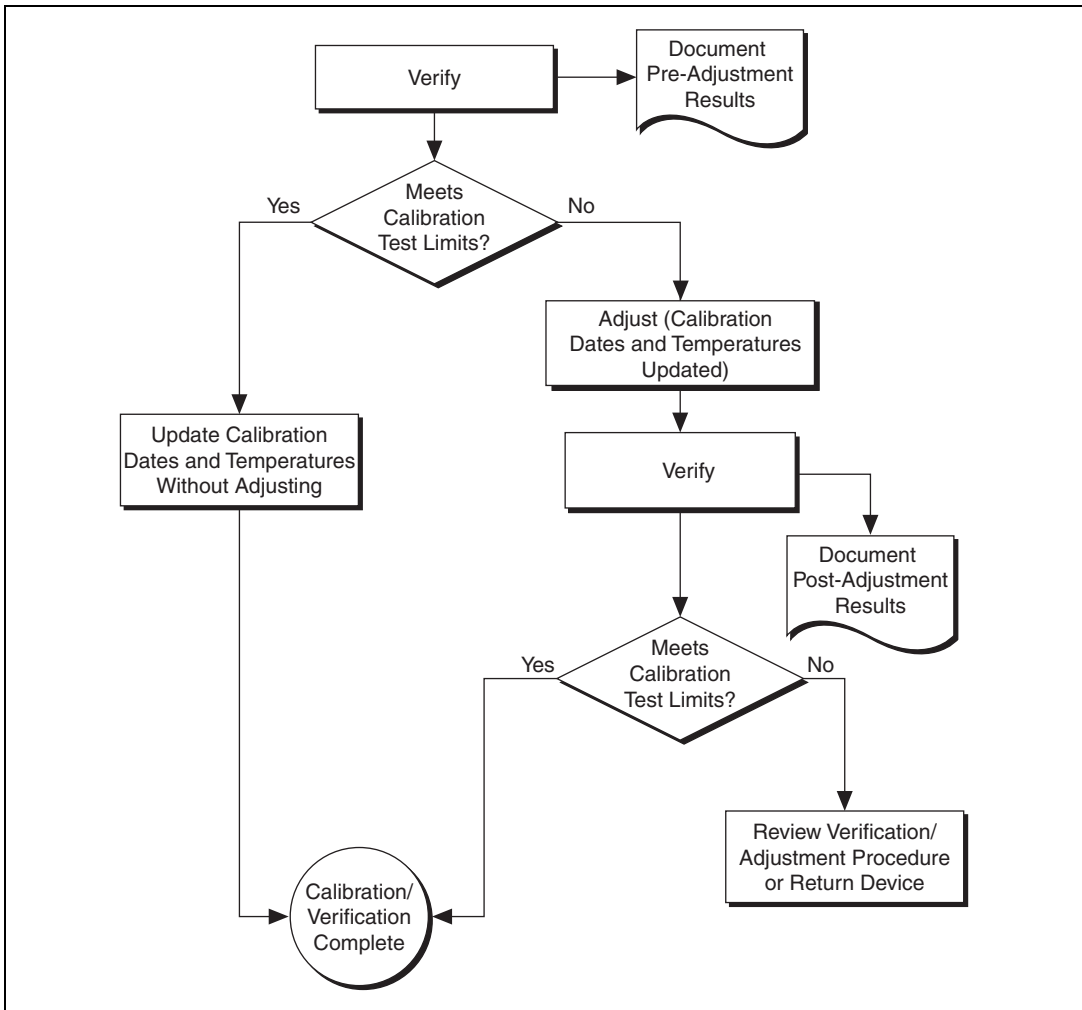 Verify
Document
Pre-Adjustment
Results
Meets
Calibration
Test Limits?
Yes
No
Adjust (Calibration
Dates and Temperatures
Updated)
Update Calibration
Dates and Temperatures
Without Adjusting
Verify
Document
Post-Adjustment
Results
Meets
Calibration
Test Limits?
Yes
No
Review Verification/
Adjustment Procedure
or Return Device
Calibration/
Verification
Complete